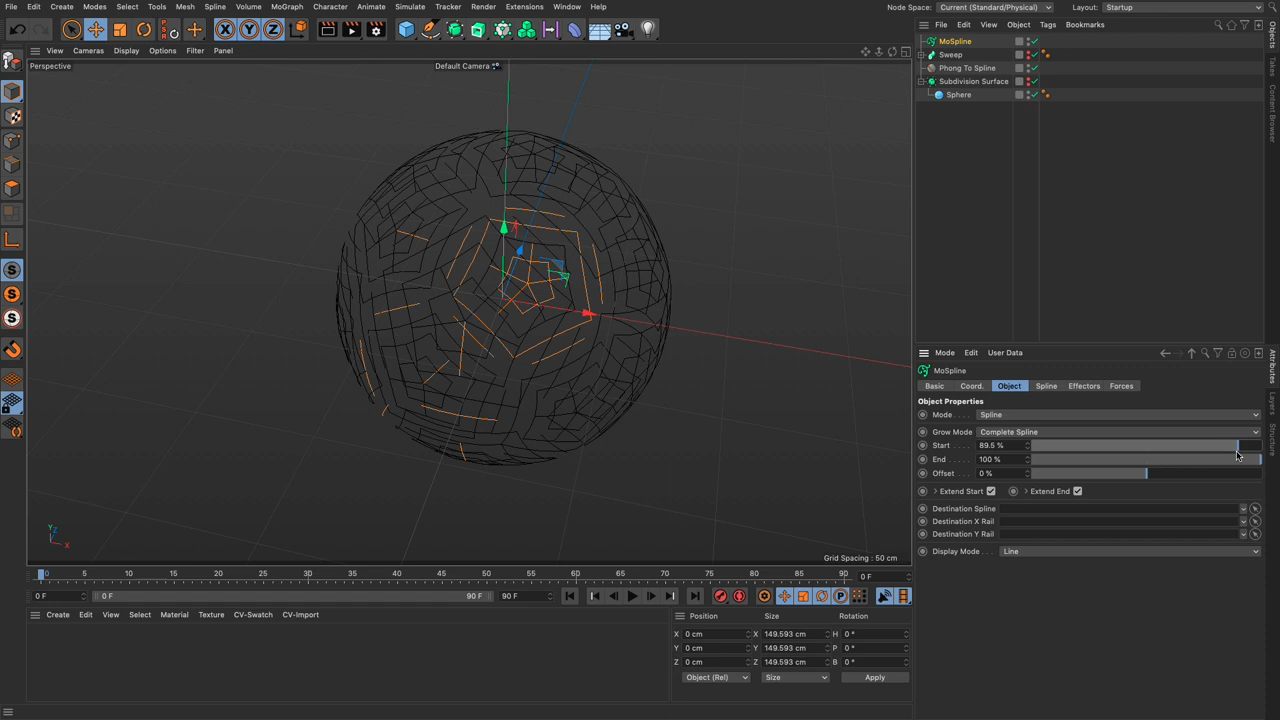 File Edit Create Modes Select Tools Mesh Spline Volume MoGraph Character Animate Simulate Tracker Render Extensions Window Help Node Space: Current (Standard/Physical) Layout: Startup
X Y Z
File Edit View Object Tags Bookmarks
View Cameras Display Options Filter Panel
Perspective
Default Camera
MoSpline
Sweep
Phong To Spline
Subdivision Surface
Sphere
Objects
Takes
Content Browser
S
S
S
Y
Z
X
Grid Spacing : 50 cm
Mode Edit User Data
MoSpline
Basic Coord. Object Spline Effectors Forces
Object Properties
Mode . . . . Spline
Grow Mode Complete Spline
Start . . . . 89.5 %
End . . . . . 100 %
Offset . . . 0 %
Extend Start Extend End
Destination Spline
Destination X Rail
Destination Y Rail
Display Mode . . . Line
Attributes
Layers
Structure
0 5 10 15 20 25 30 35 40 45 50 55 60 65 70 75 80 85 90 0 F
0 F 0 F 90 F 90 F
P
Create Edit View Select Material Texture CV-Swatch CV-Import
Position Size Rotation
X 0 cm X 149.593 cm H 0 °
Y 0 cm Y 149.593 cm P 0 °
Z 0 cm Z 149.593 cm B 0 °
Object (Rel) Size Apply